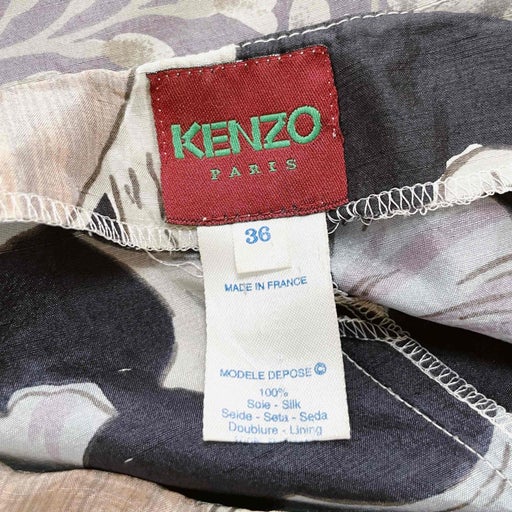 KENZO
PARIS
36
MADE IN FRANCE
MODELE DEPOSE ©
100%
Soie - Silk
Seide - Seta - Seda
Doublure - Lining